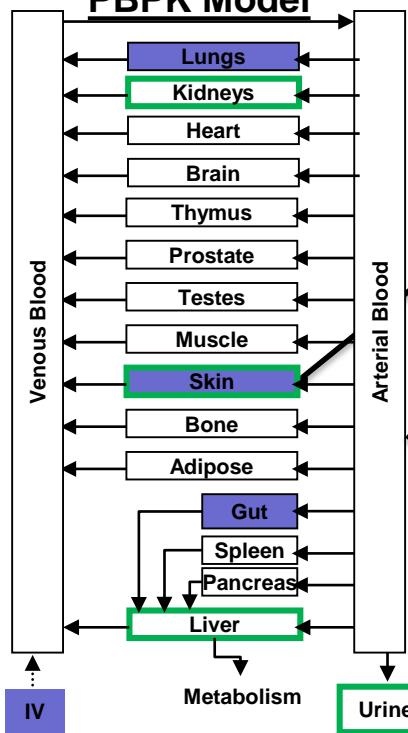 PBPK Model
Lungs
Kidneys
Heart
Brain
Thymus
Prostate
Testes
Muscle
Skin
Bone
Adipose
Gut
Spleen
Pancreas
Liver
Venous Blood
Arterial Blood
Metabolism
IV
Urine